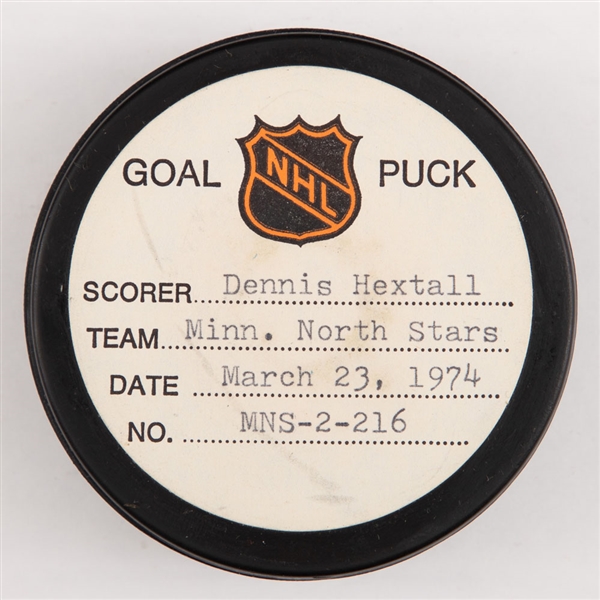 GOAL NHL PUCK
SCORER Dennis Hextall
TEAM Minn. North Stars
DATE March 23, 1974
NO. MNS-2-216